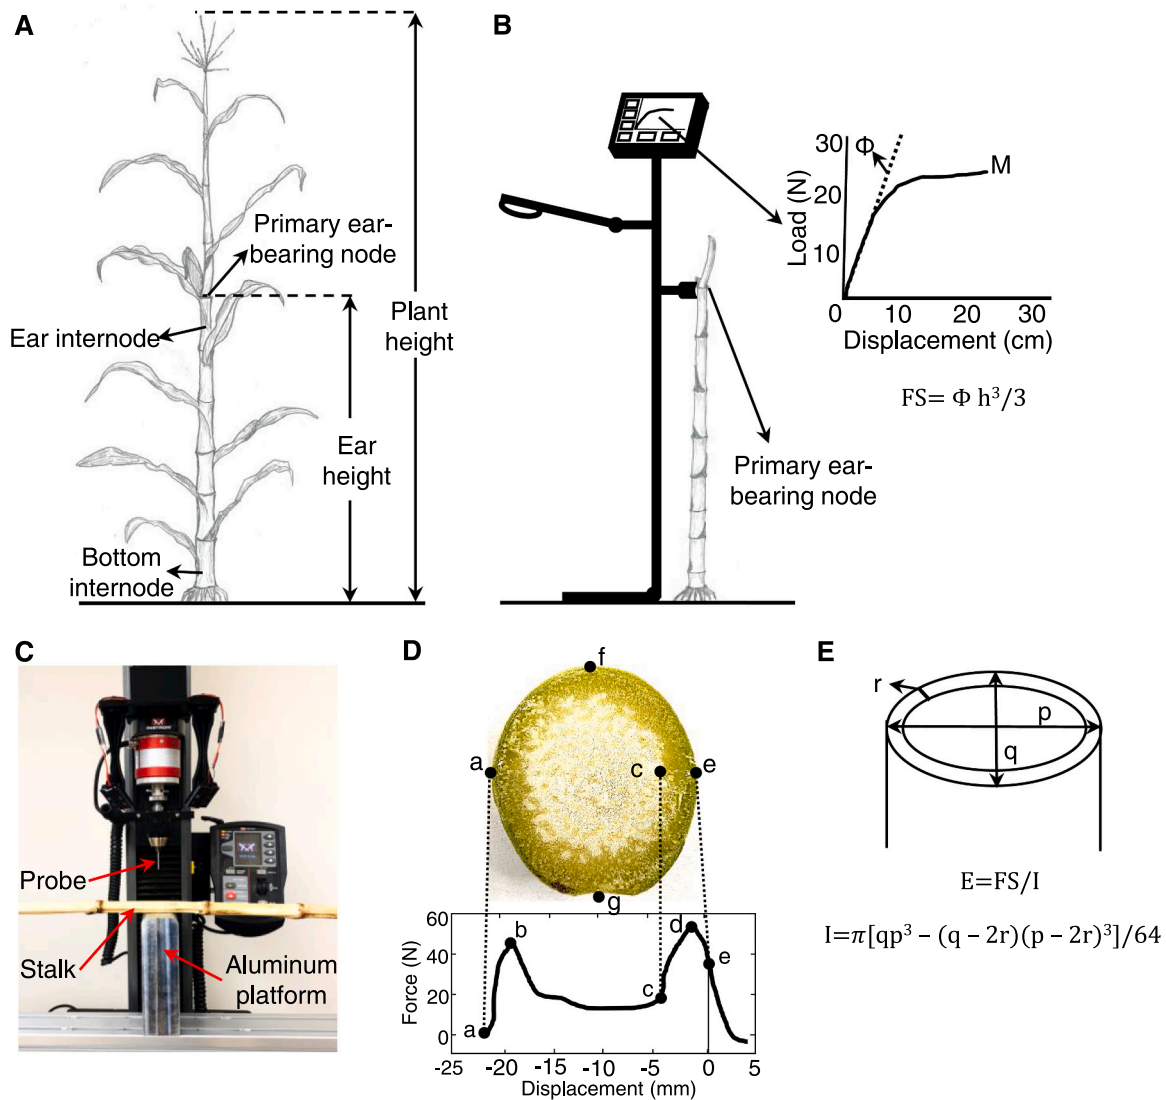 A
Primary ear-
bearing node
Ear internode
Plant
height
Ear
height
Bottom
internode
B
30
20
10
0
10
20
30
Load (N)
Φ
M
Displacement (cm)
FS= Φ h³/3
Primary ear-
bearing node
C
INSTRON
Probe
Stalk
Aluminum
platform
D
f
a
c
e
g
60
40
20
0
Force (N)
a
b
c
d
e
-25
-20
-15
-10
-5
0
5
Displacement (mm)
E
r
p
q
E=FS/I
I=π[qp³ − (q − 2r)(p − 2r)³]/64